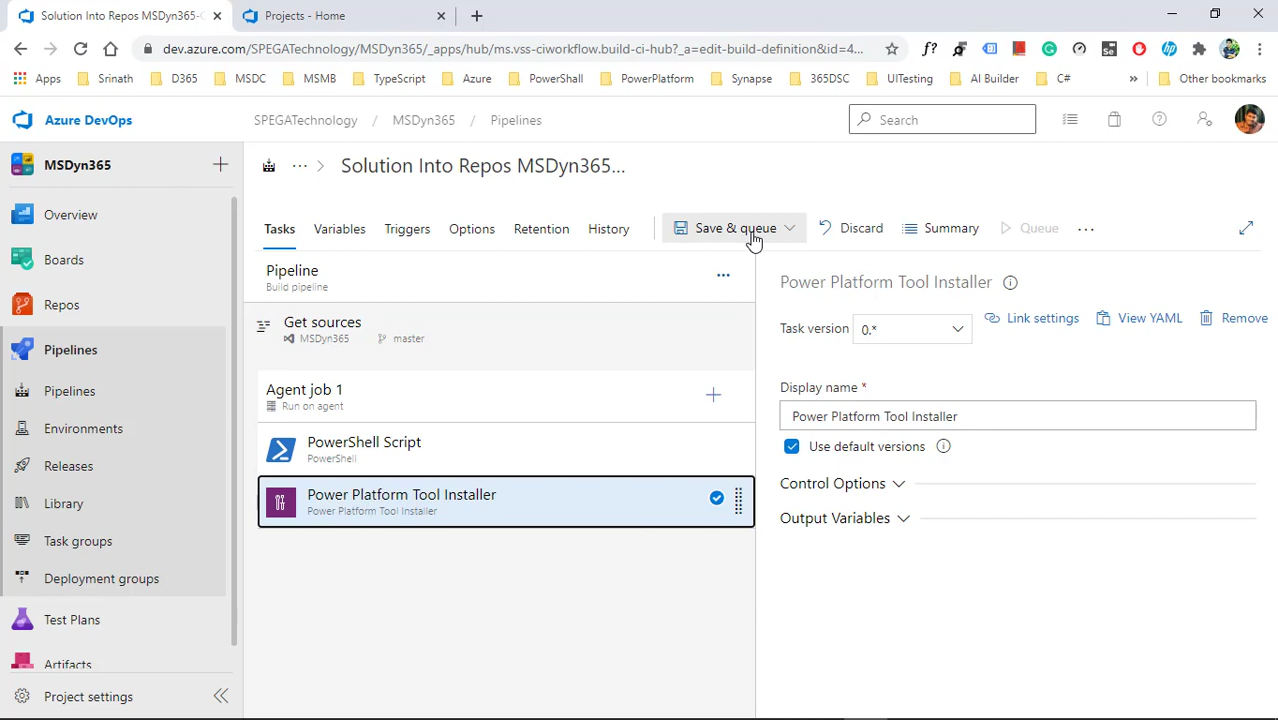 Solution Into Repos MSDyn365-C
Projects - Home
dev.azure.com/SPEGATechnology/MSDyn365/_apps/hub/ms.vss-ciworkflow.build-ci-hub?_a=edit-build-definition&id=4...
Apps
Srinath
D365
MSDC
MSMB
TypeScript
Azure
PowerShall
PowerPlatform
Synapse
365DSC
UITesting
AI Builder
C#
»
Other bookmarks
Azure DevOps
SPEGATechnology / MSDyn365 / Pipelines
Search
MSDyn365
Overview
Boards
Repos
Pipelines
Pipelines
Environments
Releases
Library
Task groups
Deployment groups
Test Plans
Artifacts
Project settings
··· > Solution Into Repos MSDyn365...
Tasks
Variables
Triggers
Options
Retention
History
Save & queue
Discard
Summary
Queue
···
Pipeline
Build pipeline
Get sources
MSDyn365
master
Agent job 1
Run on agent
PowerShell Script
PowerShell
Power Platform Tool Installer
Power Platform Tool Installer
Power Platform Tool Installer
Task version
0.*
Link settings
View YAML
Remove
Display name *
Power Platform Tool Installer
Use default versions
Control Options
Output Variables